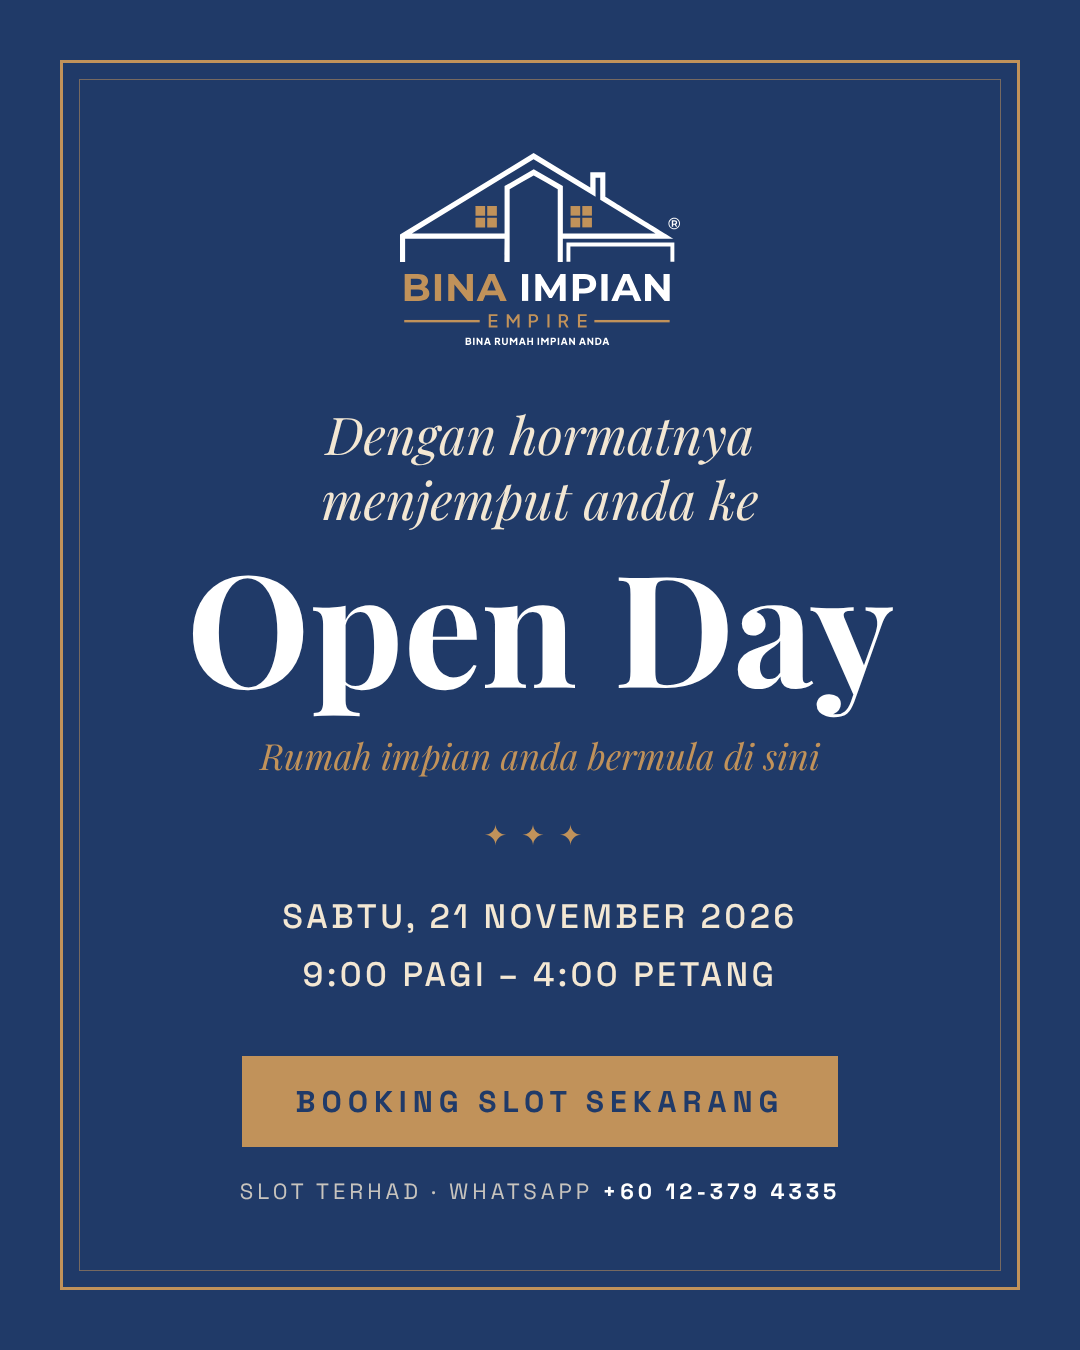 ®
BINA IMPIAN
EMPIRE
BINA RUMAH IMPIAN ANDA
Dengan hormatnya
menjemput anda ke
Open Day
Rumah impian anda bermula di sini
SABTU, 21 NOVEMBER 2026
9:00 PAGI – 4:00 PETANG
BOOKING SLOT SEKARANG
SLOT TERHAD · WHATSAPP +60 12-379 4335